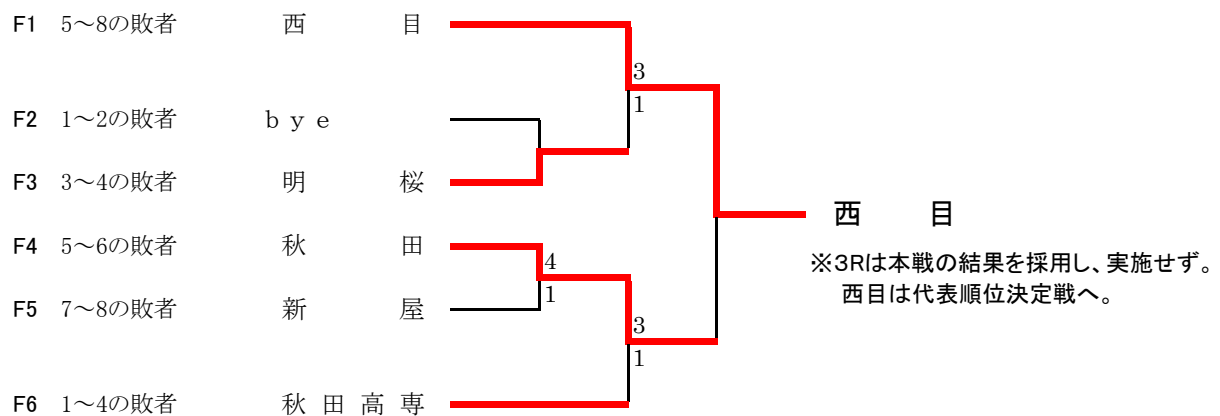 F1 5～8の敗者 西 目
3
1
F2 1～2の敗者 ｂｙｅ
F3 3～4の敗者 明 桜
西 目
F4 5～6の敗者 秋 田
4
1
※3Rは本戦の結果を採用し、実施せず。
西目は代表順位決定戦へ。
F5 7～8の敗者 新 屋
3
1
F6 1～4の敗者 秋田高専